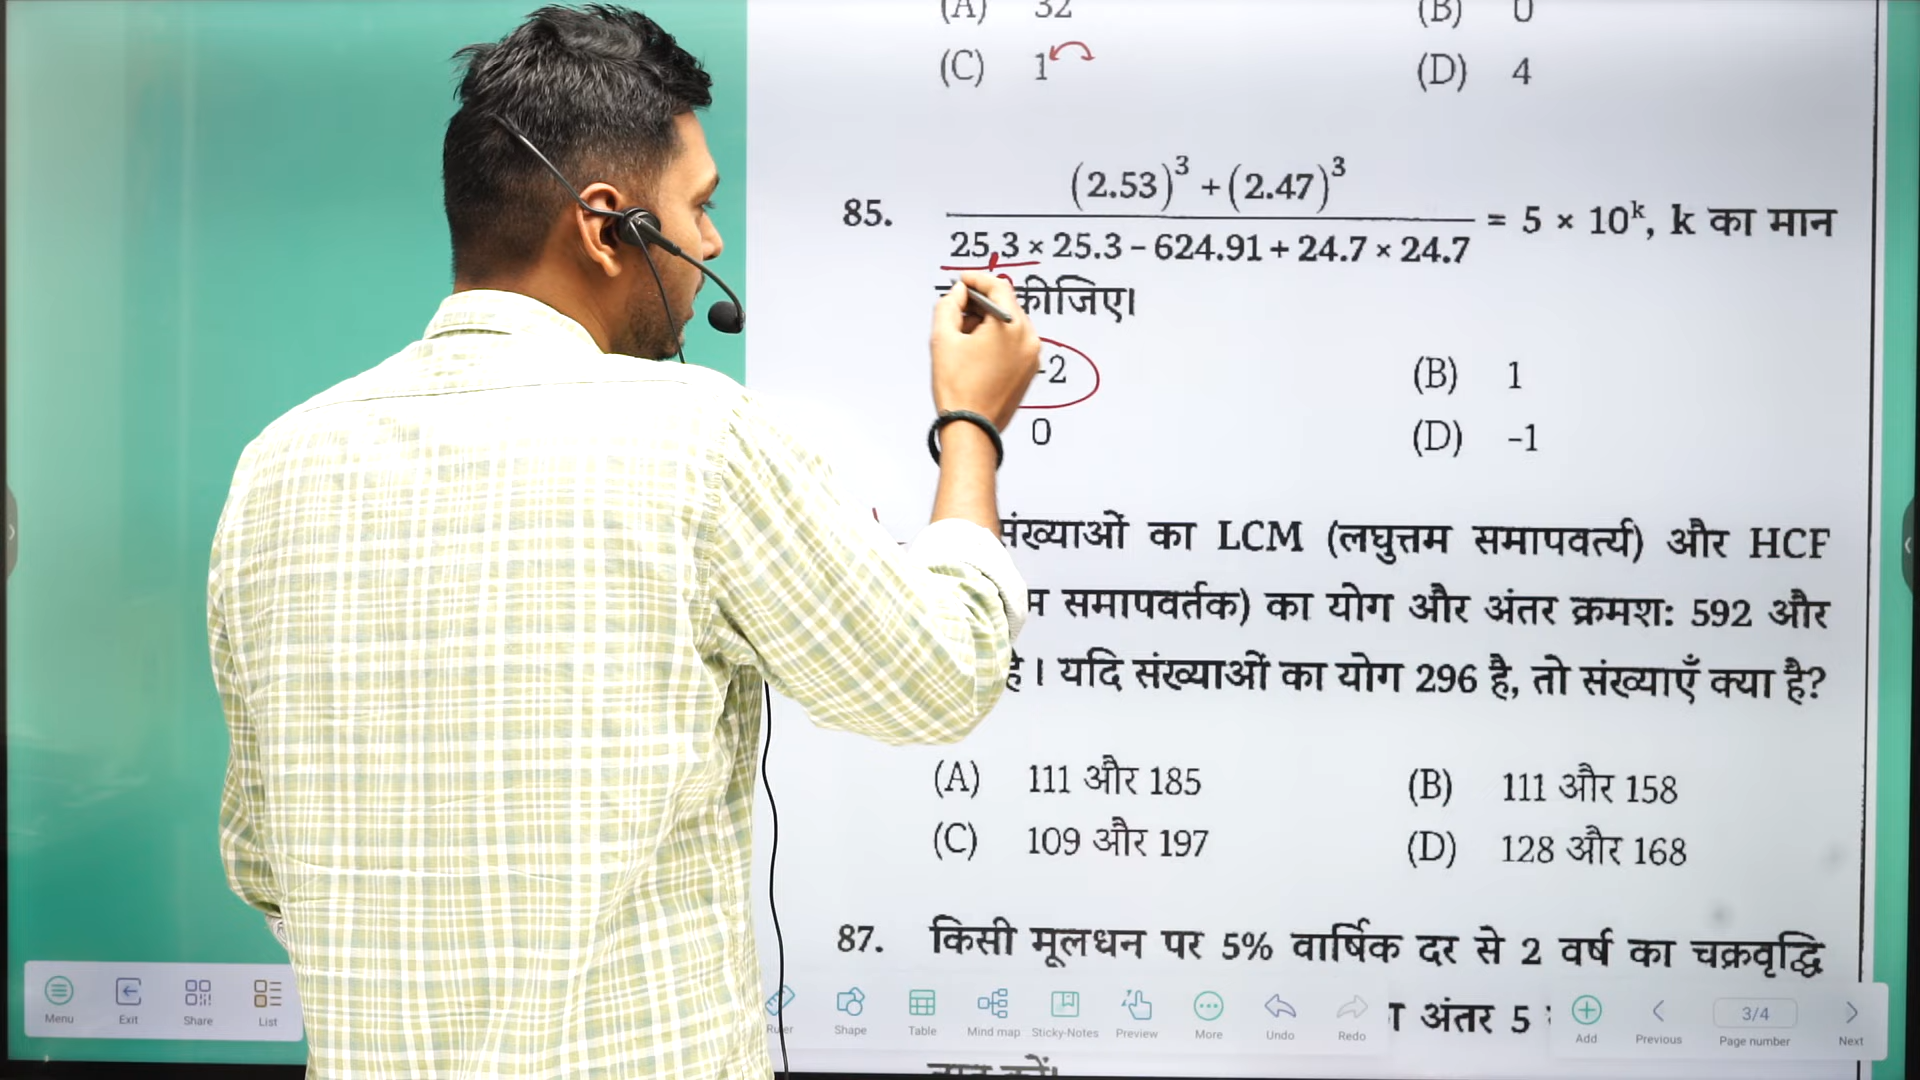 (A) 32 (B) 0
(C) 1 (D) 4
85. (2.53)³ + (2.47)³
25.3 × 25.3 − 624.91 + 24.7 × 24.7 = 5 × 10ᵏ, k का मान
कीजिए।
-2 (B) 1
0 (D) -1
संख्याओं का LCM (लघुत्तम समापवर्त्य) और HCF
समापवर्तक) का योग और अंतर क्रमश: 592 और
है। यदि संख्याओं का योग 296 है, तो संख्याएँ क्या है?
(A) 111 और 185 (B) 111 और 158
(C) 109 और 197 (D) 128 और 168
87. किसी मूलधन पर 5% वार्षिक दर से 2 वर्ष का चक्रवृद्धि
अंतर 5
Menu Exit Share List Ruler Shape Table Mind map Sticky-Notes Preview More Undo Redo Add Previous 3/4 Page number Next